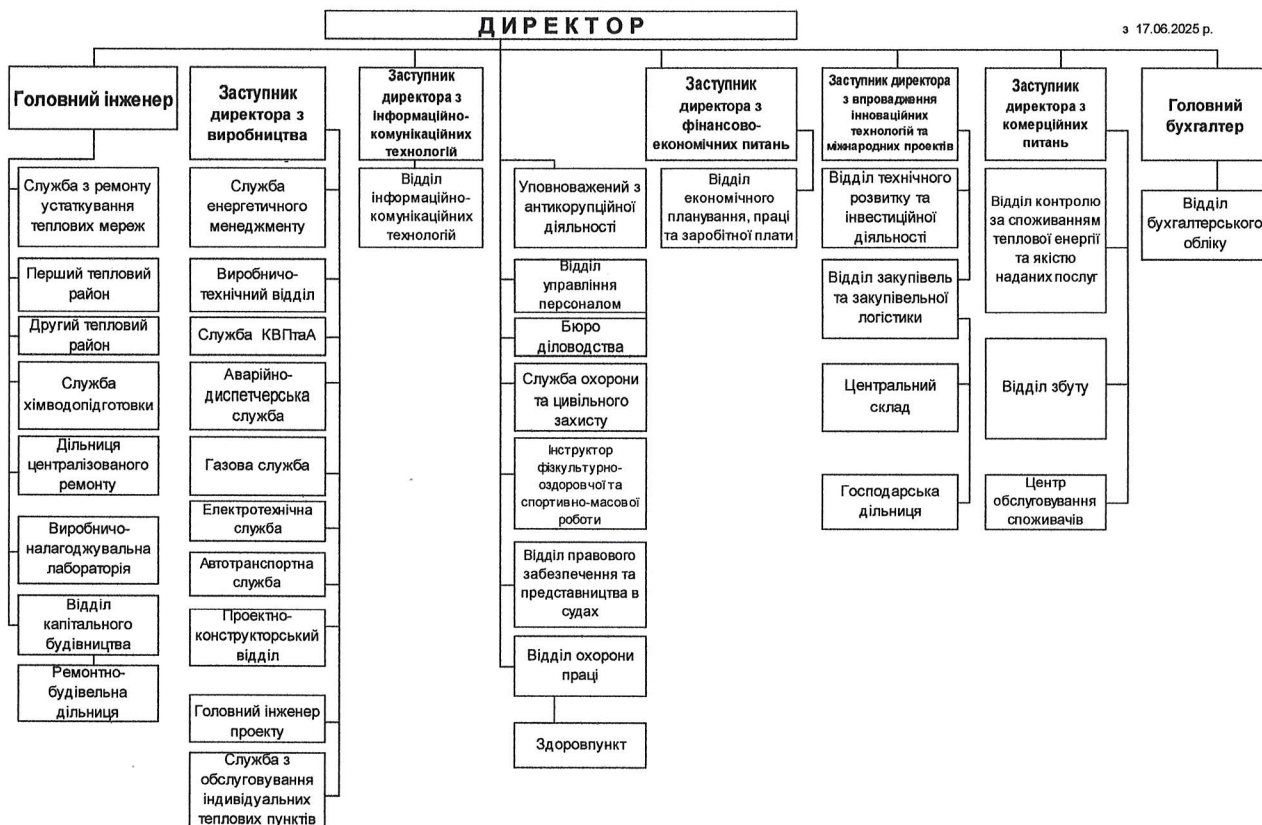 ДИРЕКТОР
з 17.06.2025 р.
Головний інженер
Служба з ремонту
устаткування
теплових мереж
Перший тепловий
район
Другий тепловий
район
Служба
хімводопідготовки
Дільниця
централізованого
ремонту
Виробничо-
налагоджувальна
лабораторія
Відділ
капітального
будівництва
Ремонтно-
будівельна
дільниця
Заступник
директора з
виробництва
Служба
енергетичного
менеджменту
Виробничо-
технічний відділ
Служба КВПтаА
Аварійно-
диспетчерська
служба
Газова служба
Електротехнічна
служба
Автотранспортна
служба
Проектно-
конструкторський
відділ
Головний інженер
проекту
Служба з
обслуговування
індивідуальних
теплових пунктів
Заступник
директора з
інформаційно-
комунікаційних
технологій
Відділ
інформаційно-
комунікаційних
технологій
Уповноважений з
антикорупційної
діяльності
Відділ
управління
персоналом
Бюро
діловодства
Служба охорони
та цивільного
захисту
Інструктор
фізкультурно-
оздоровчої та
спортивно-масової
роботи
Відділ правового
забезпечення та
представництва в
судах
Відділ охорони
праці
Здоровпункт
Заступник
директора з
фінансово-
економічних питань
Відділ
економічного
планування, праці
та заробітної плати
Заступник директора
з впровадження
інноваційних
технологій та
міжнародних проектів
Відділ технічного
розвитку та
інвестиційної
діяльності
Відділ закупівель
та закупівельної
логістики
Центральний
склад
Господарська
дільниця
Заступник
директора з
комерційних
питань
Відділ контролю
за споживанням
теплової енергії
та якістю
наданих послуг
Відділ збуту
Центр
обслуговування
споживачів
Головний
бухгалтер
Відділ
бухгалтерського
обліку